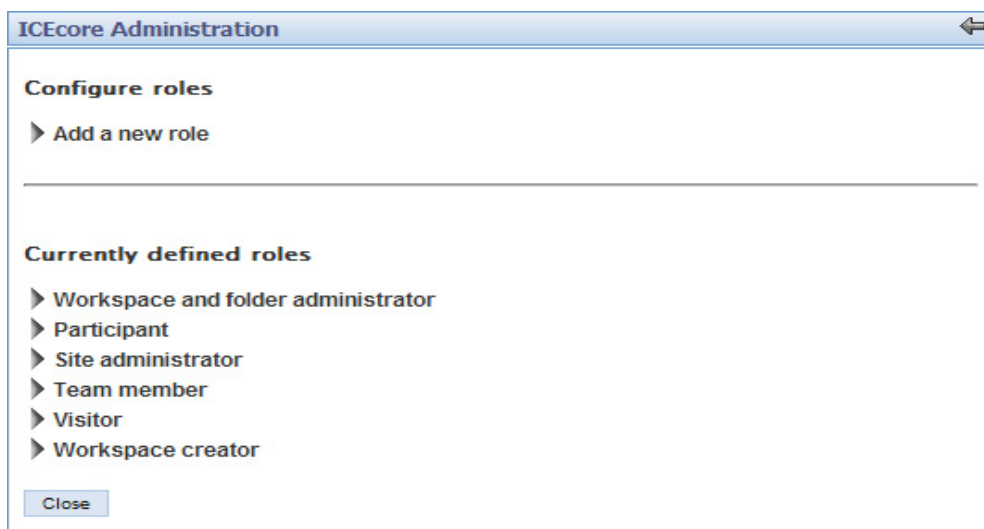 ICEcore Administration
Configure roles
Add a new role
Currently defined roles
Workspace and folder administrator
Participant
Site administrator
Team member
Visitor
Workspace creator
Close